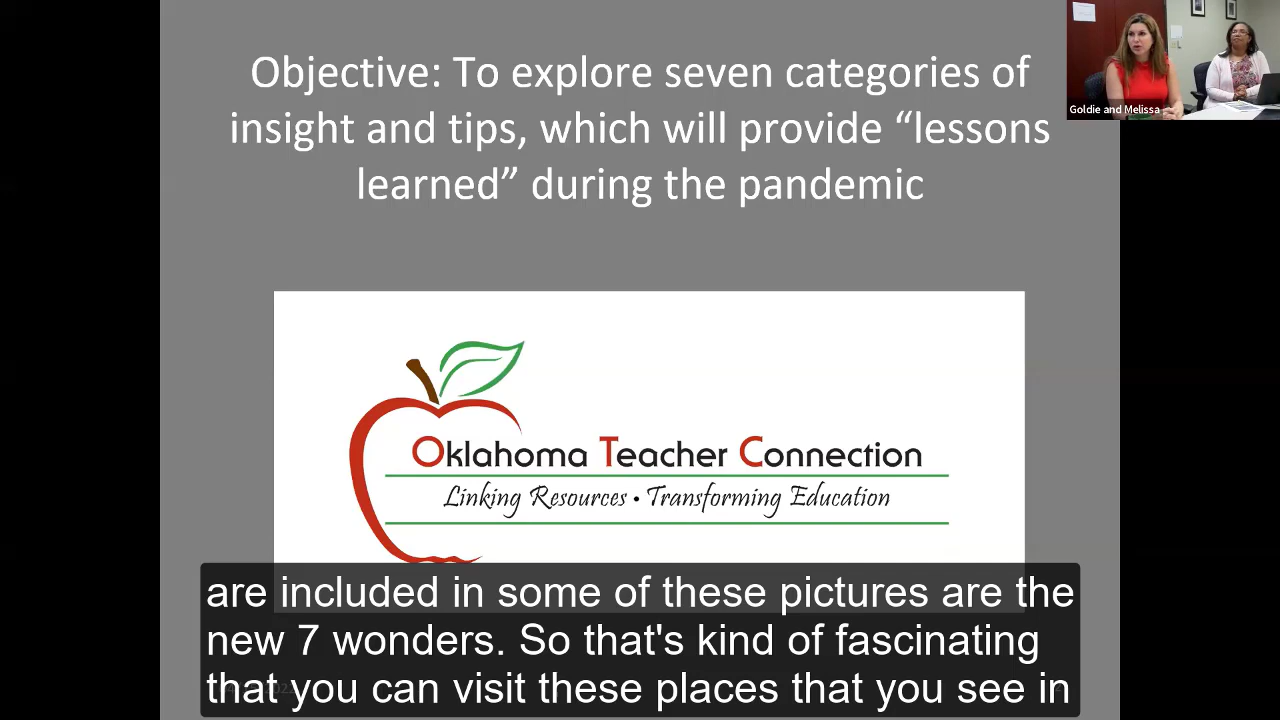 Objective: To explore seven categories of
insight and tips, which will provide “lessons
learned” during the pandemic
Goldie and Melissa
Oklahoma Teacher Connection
Linking Resources • Transforming Education
are included in some of these pictures are the
new 7 wonders. So that's kind of fascinating
that you can visit these places that you see in